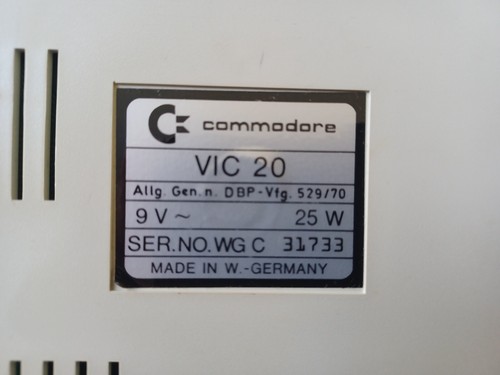 commodore
VIC 20
Allg. Gen. n. DBP-Vfg. 529/70
9 V ~ 25 W
SER.NO. WG C 31733
MADE IN W.-GERMANY